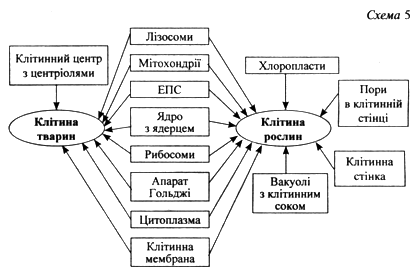 Схема 5
Клітинний центр
з центріолями
Клітина
тварин
Лізосоми
Мітохондрії
ЕПС
Ядро
з ядерцем
Рибосоми
Апарат
Гольджі
Цитоплазма
Клітинна
мембрана
Хлоропласти
Клітина
рослин
Вакуолі
з клітинним
соком
Пори
в клітинній
стінці
Клітинна
стінка